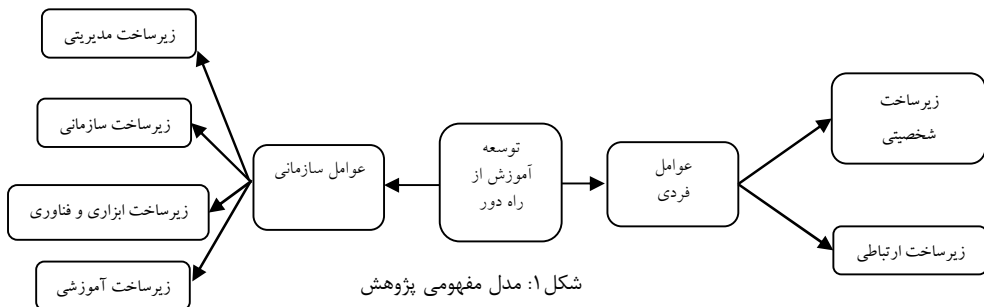 زیرساخت مدیریتی
زیرساخت سازمانی
زیرساخت ابزاری و فناوری
زیرساخت آموزشی
عوامل سازمانی
توسعه
آموزش از
راه دور
عوامل
فردی
زیرساخت
شخصیتی
زیرساخت ارتباطی
شکل۱: مدل مفهومی پژوهش